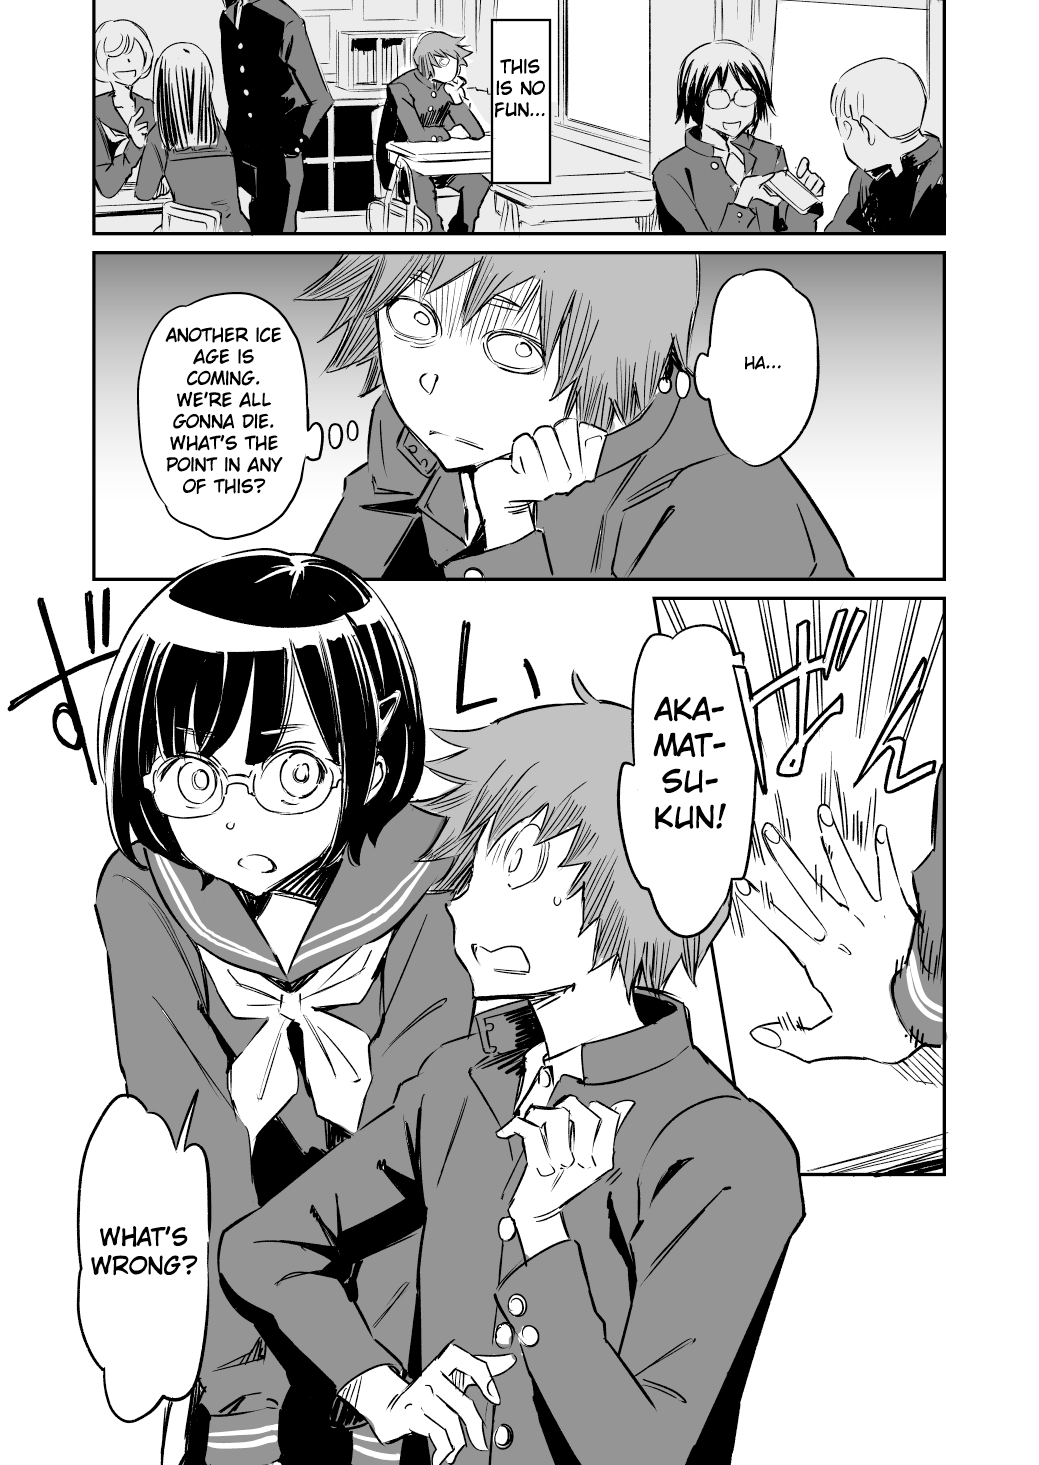 THIS
IS NO
FUN...
HA...
ANOTHER ICE
AGE IS
COMING.
WE'RE ALL
GONNA DIE.
WHAT'S THE
POINT IN ANY
OF THIS?
AKA-
MAT-
SU-
KUN!
WHAT'S
WRONG?